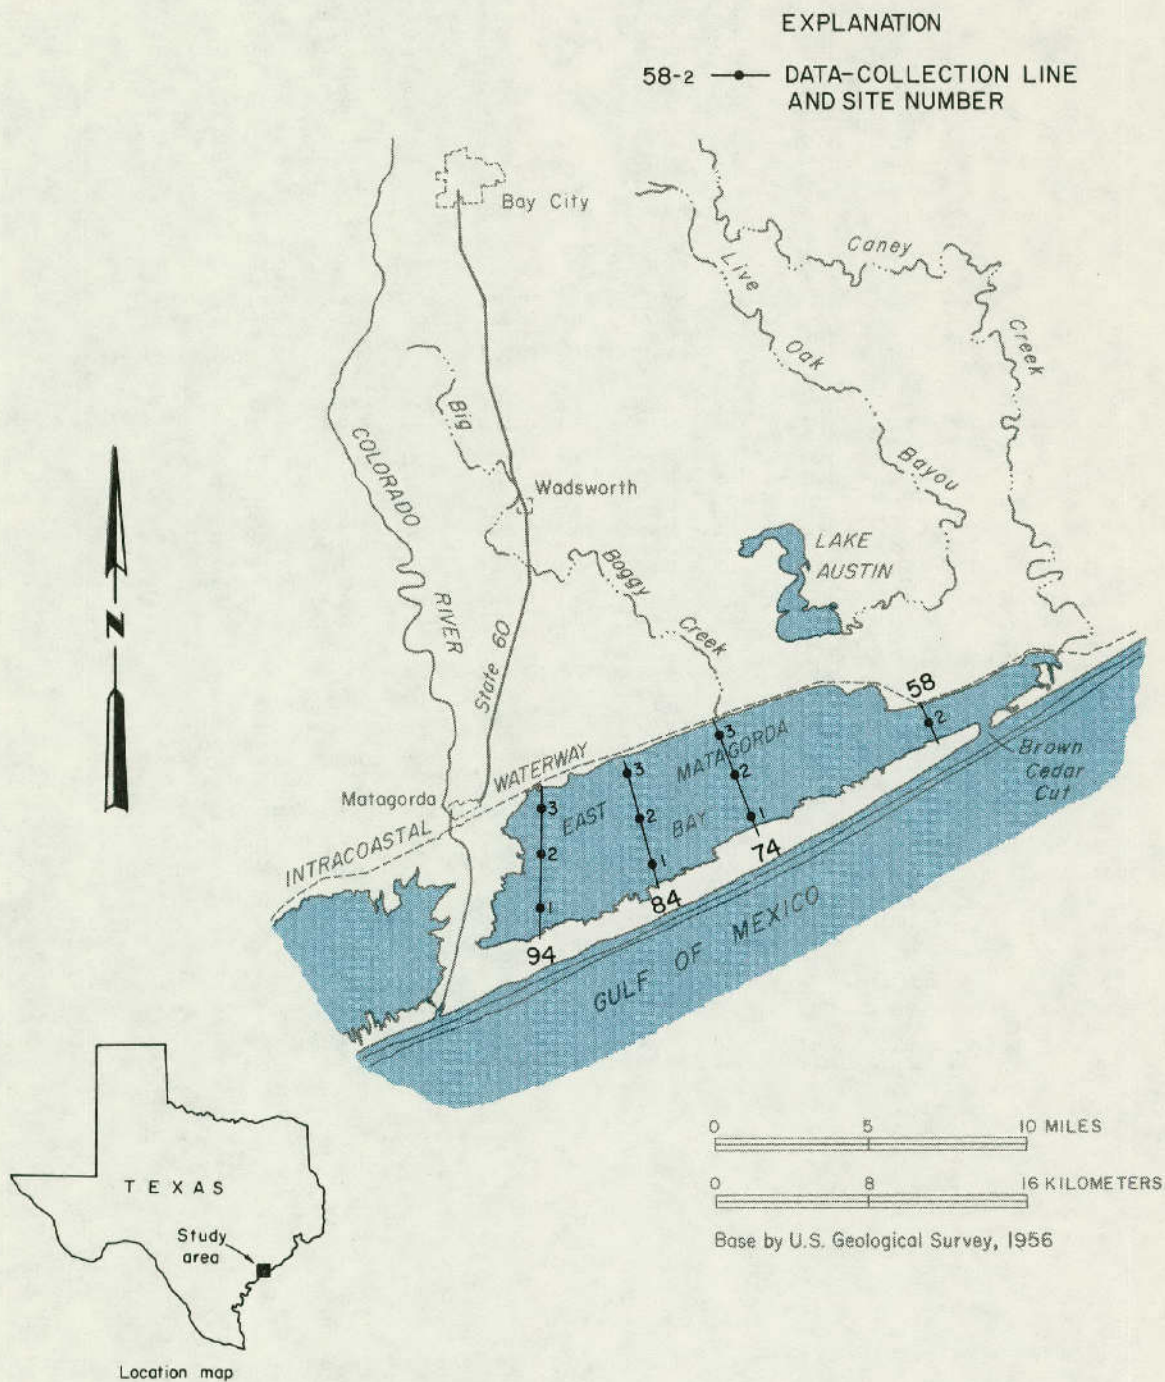 EXPLANATION
58-2 DATA-COLLECTION LINE
AND SITE NUMBER
Bay City
Caney
Creek
Live
Oak
Bayou
Big
Boggy
Creek
COLORADO
RIVER
Wadsworth
State 60
LAKE
AUSTIN
N
58
2
Brown
Cedar
Cut
Matagorda
INTRACOASTAL
WATERWAY
EAST
MATAGORDA
BAY
3
2
1
94
3
2
1
84
3
2
1
74
GULF OF MEXICO
0 5 10 MILES
0 8 16 KILOMETERS
Base by U.S. Geological Survey, 1956
TEXAS
Study
area
Location map